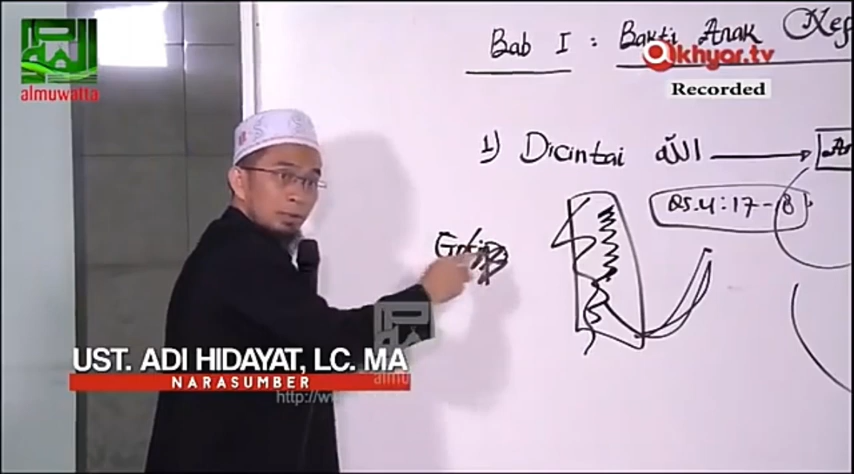 almuwatta
Bab I : Bakti Anak
akhyar.tv
Recorded
1) Dicintai الله
QS.4:17-18
UST. ADI HIDAYAT, LC. MA
NARASUMBER